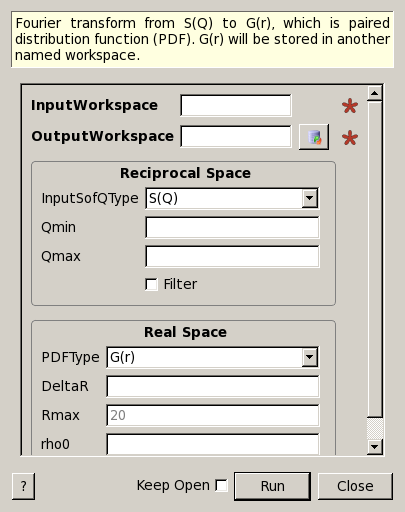 Fourier transform from S(Q) to G(r), which is paired
distribution function (PDF). G(r) will be stored in another
named workspace.
InputWorkspace
OutputWorkspace
Reciprocal Space
InputSofQType S(Q)
Qmin
Qmax
Filter
Real Space
PDFType G(r)
DeltaR
Rmax 20
rho0
? Keep Open Run Close